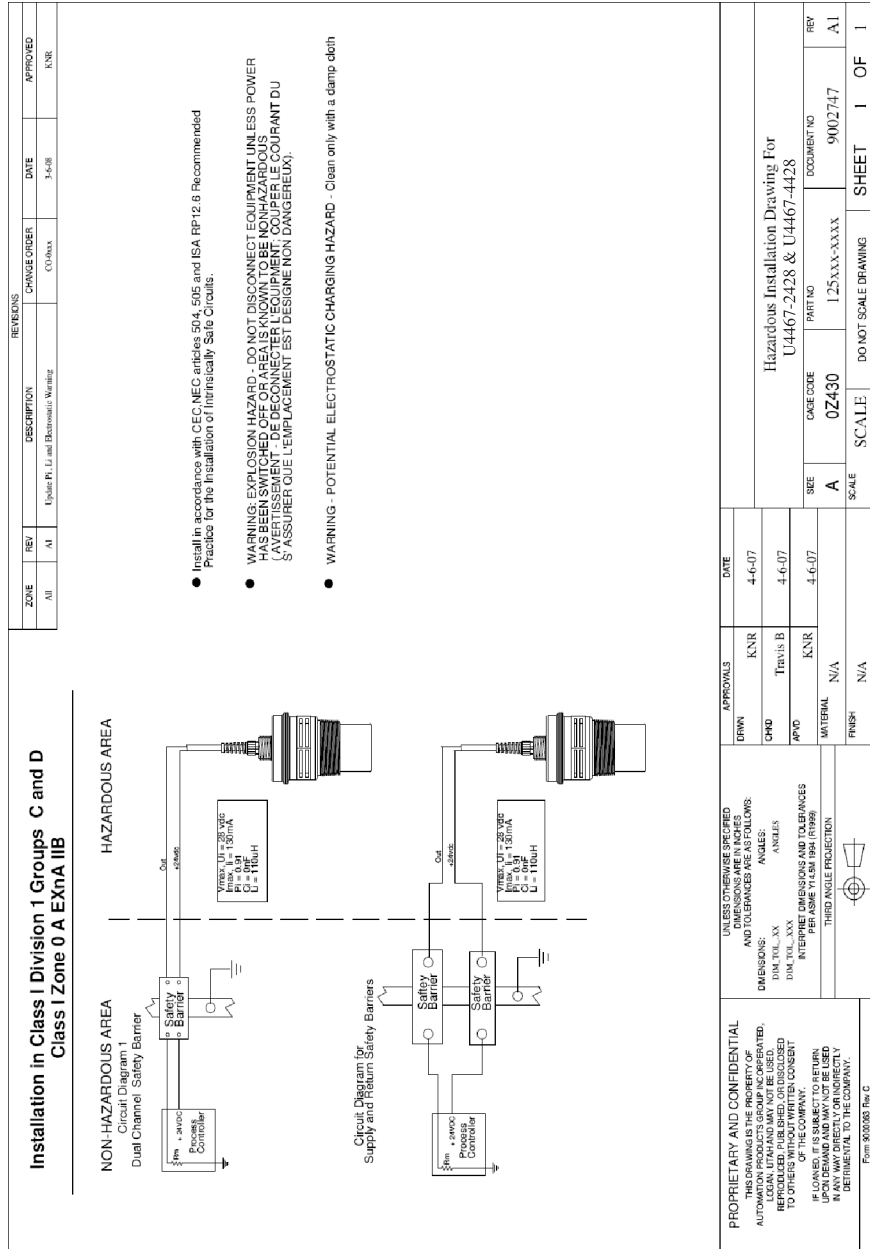 Installation in Class I Division 1 Groups C and D
Class I Zone 0 A EXnA IIB
REVISIONS
ZONE REV DESCRIPTION CHANGE ORDER DATE APPROVED
All A1 Update Pi, Li and Electrostatic Warning CO-0xxx 3-6-08 KNR
NON-HAZARDOUS AREA
HAZARDOUS AREA
Circuit Diagram 1
Dual Channel Safety Barrier
Rm + 24VDC
Process
Controller
Safety
Barrier
Out
+24vdc
Vmax, Ui = 28 vdc
Imax, Ii = 130mA
Pi = 0.91
Ci = 0nF
Li = 110uH
Circuit Diagram for
Supply and Return Safety Barriers
Rm + 24VDC
Process
Controller
Saftey
Barrier
Safety
Barrier
Out
+24vdc
Vmax, Ui = 28 vdc
Imax, Ii = 130mA
Pi = 0.91
Ci = 0nF
Li = 110uH
● Install in accordance with CEC,NEC articles 504, 505 and ISA RP12.6 Recommended
Practice for the Installation of Intrinsically Safe Circuits.
● WARNING: EXPLOSION HAZARD - DO NOT DISCONNECT EQUIPMENT UNLESS POWER
HAS BEEN SWITCHED OFF OR AREA IS KNOWN TO BE NONHAZARDOUS
( AVERTISSEMENT - DE DECONNECTER L'EQUIPMENT; COUPER LE COURANT DU
S' ASSURER QUE L'EMPLACEMENT EST DESIGNE NON DANGEREUX).
● WARNING - POTENTIAL ELECTROSTATIC CHARGING HAZARD - Clean only with a damp cloth
PROPRIETARY AND CONFIDENTIAL
THIS DRAWING IS THE PROPERTY OF
AUTOMATION PRODUCTS GROUP INCORPERATED,
LOGAN, UTAH AND MAY NOT BE USED,
REPRODUCED, PUBLISHED, OR DISCLOSED
TO OTHERS WITHOUT WRITTEN CONSENT
OF THE COMPANY.
IF LOANED, IT IS SUBJECT TO RETURN
UPON DEMAND AND MAY NOT BE USED
IN ANY WAY DIRECTLY OR INDIRECTLY
DETRIMENTAL TO THE COMPANY.
Form 9000063 Rev C
UNLESS OTHERWISE SPECIFIED
DIMENSIONS ARE IN INCHES
AND TOLERANCES ARE AS FOLLOWS:
DIMENSIONS: ANGLES:
DIM_TOL_.XX ANGLES
DIM_TOL_.XXX
INTERPRET DIMENSIONS AND TOLERANCES
PER ASME Y14.5M 1994 (R1999)
THIRD ANGLE PROJECTION
APPROVALS DATE
DRWN KNR 4-6-07
CHKD Travis B 4-6-07
APVD KNR 4-6-07
MATERIAL N/A
FINISH N/A
Hazardous Installation Drawing For
U4467-2428 & U4467-4428
SIZE CAGE CODE PART NO DOCUMENT NO REV
A 0Z430 125xxx-xxxx 9002747 A1
SCALE SCALE DO NOT SCALE DRAWING SHEET 1 OF 1